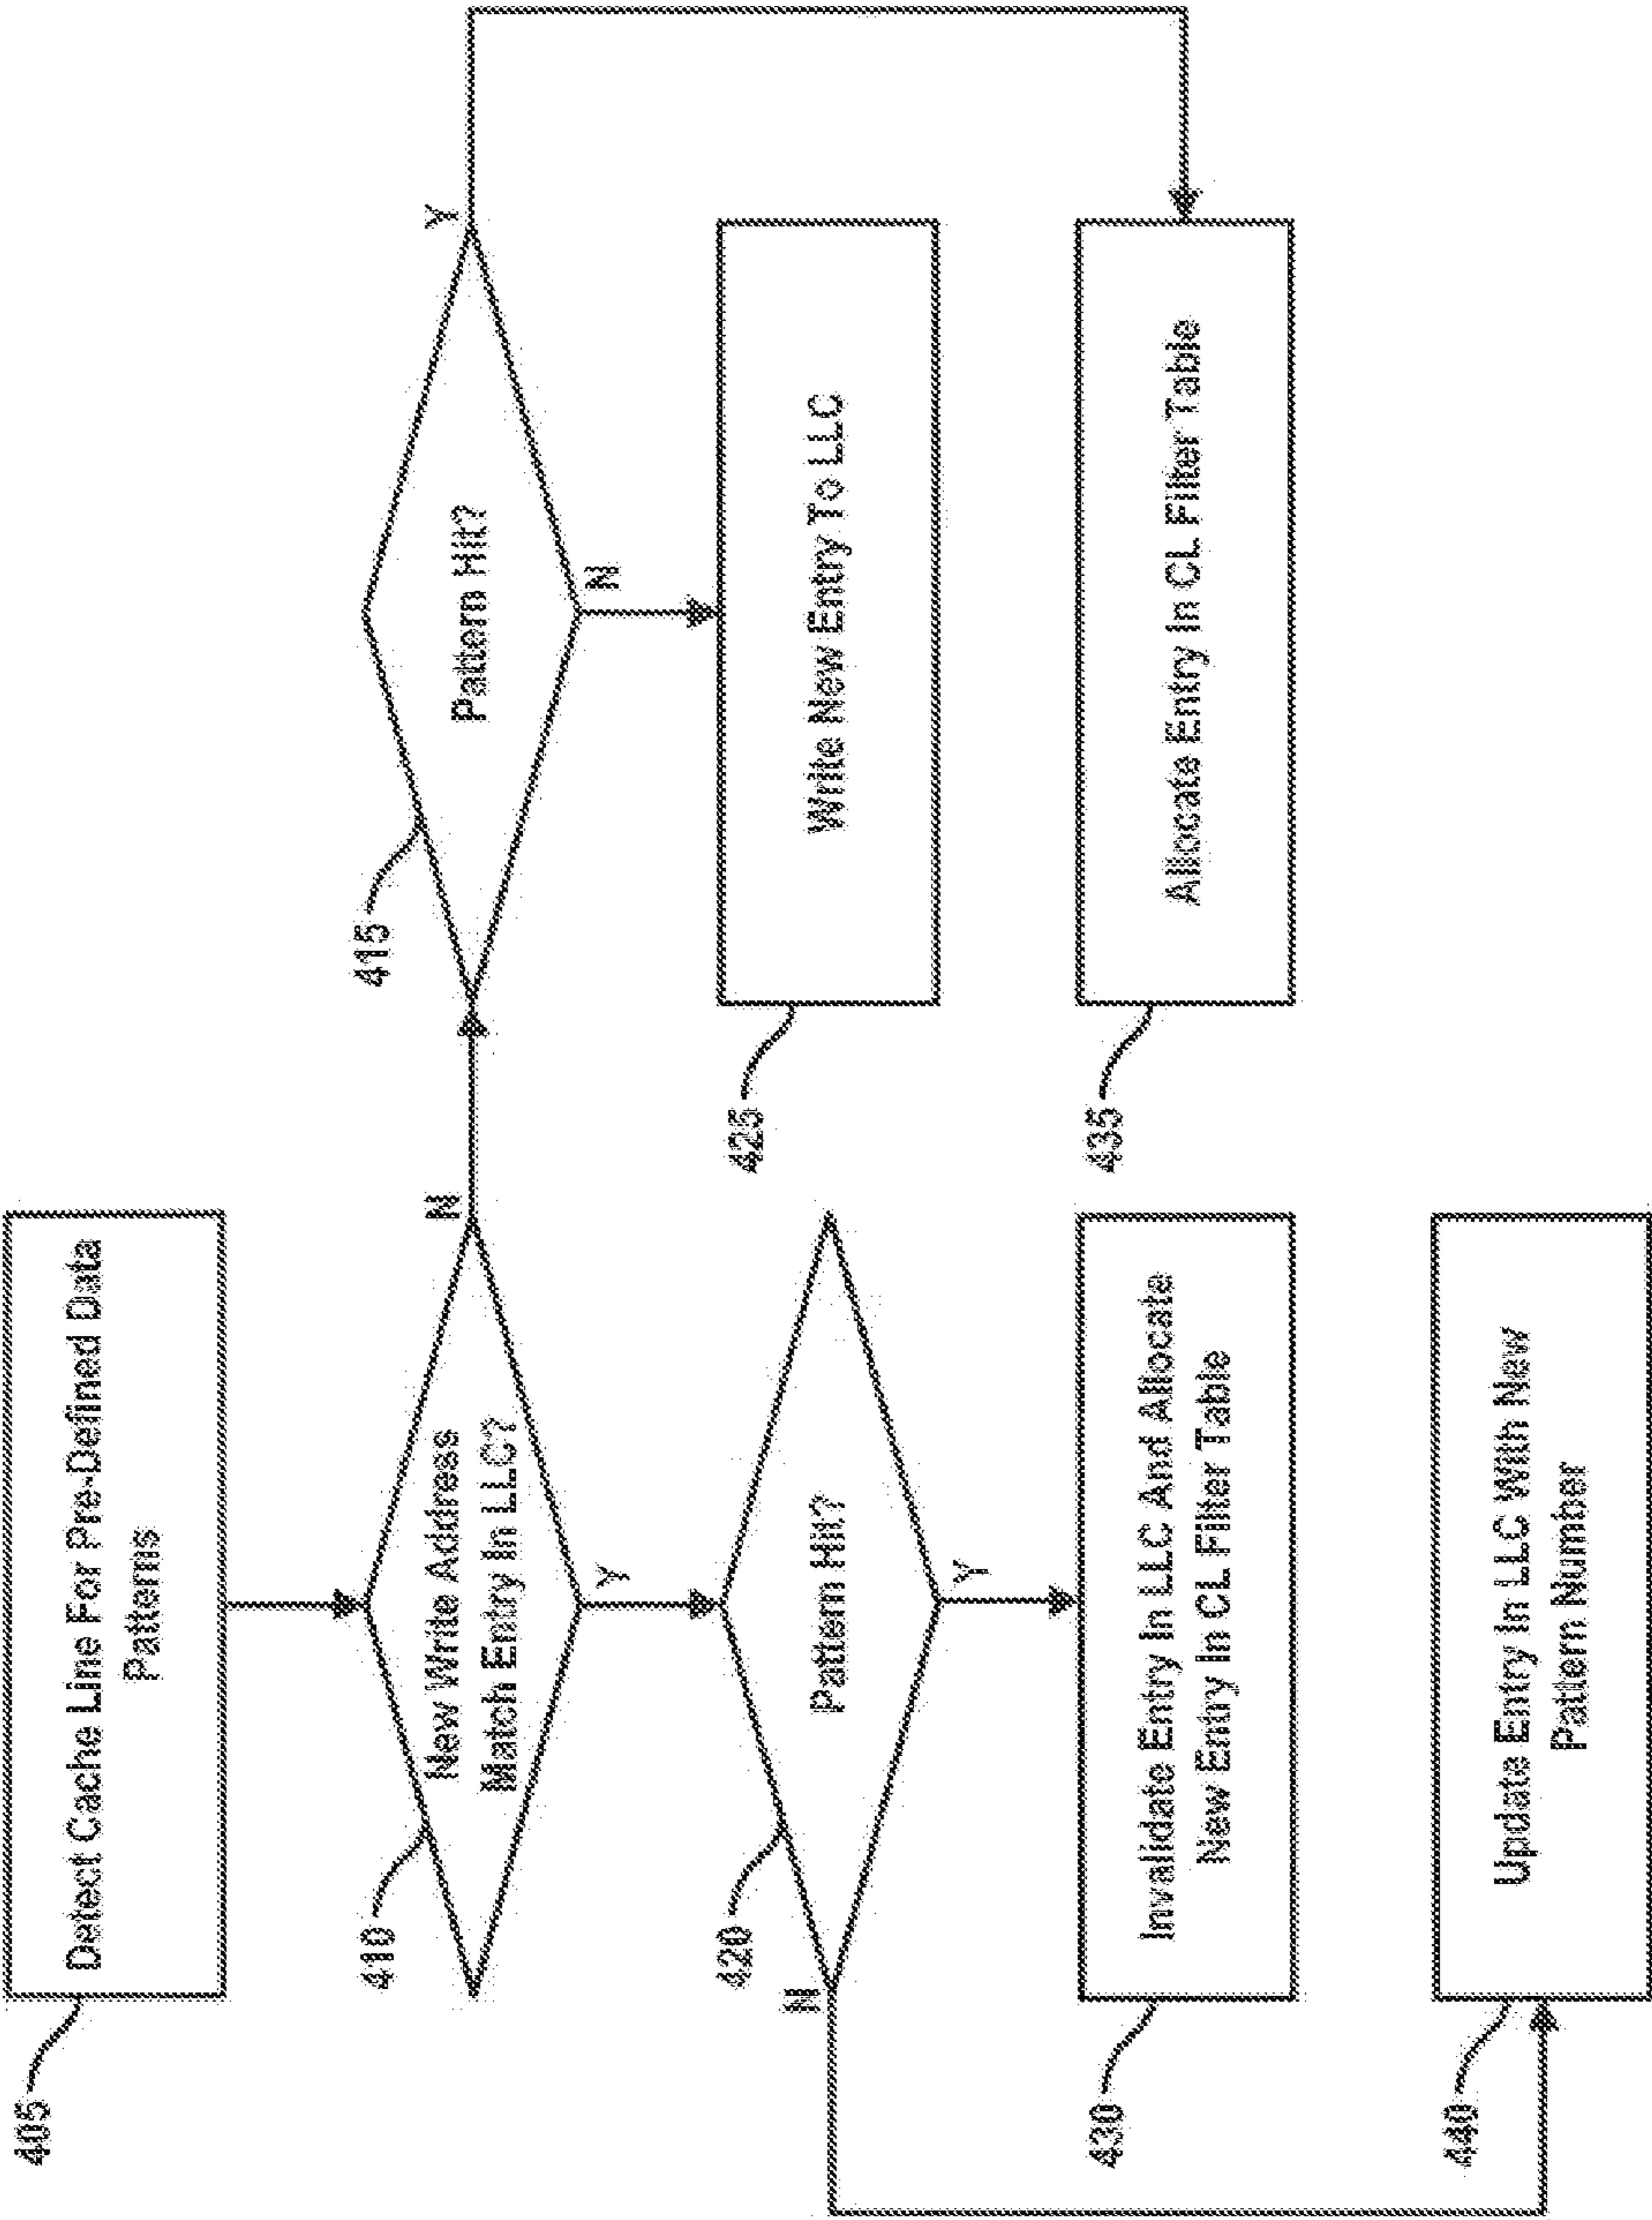 405
Detect Cache Line For Pre-Defined Data
Patterns
410
New Write Address
Match Entry In LLC?
N
Y
415
Pattern Hit?
Y
N
420
Pattern Hit?
N
Y
425
Write New Entry To LLC
430
Invalidate Entry In LLC And Allocate
New Entry In CL Filter Table
435
Allocate Entry In CL Filter Table
440
Update Entry In LLC With New
Pattern Number